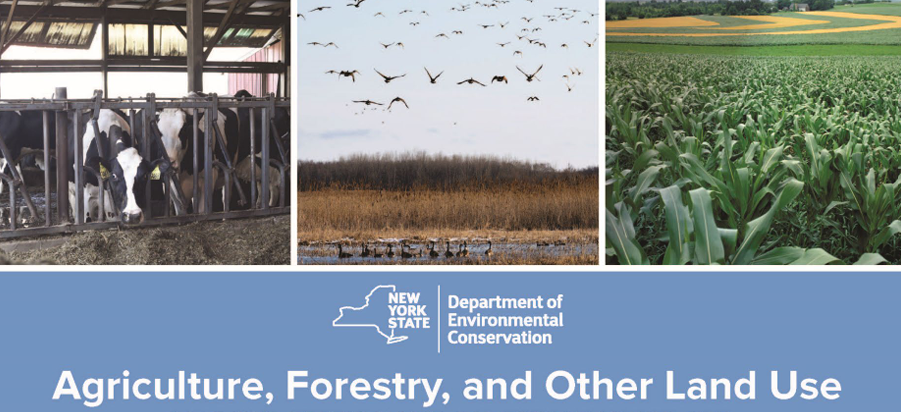 NEW
YORK
STATE
Department of
Environmental
Conservation
Agriculture, Forestry, and Other Land Use